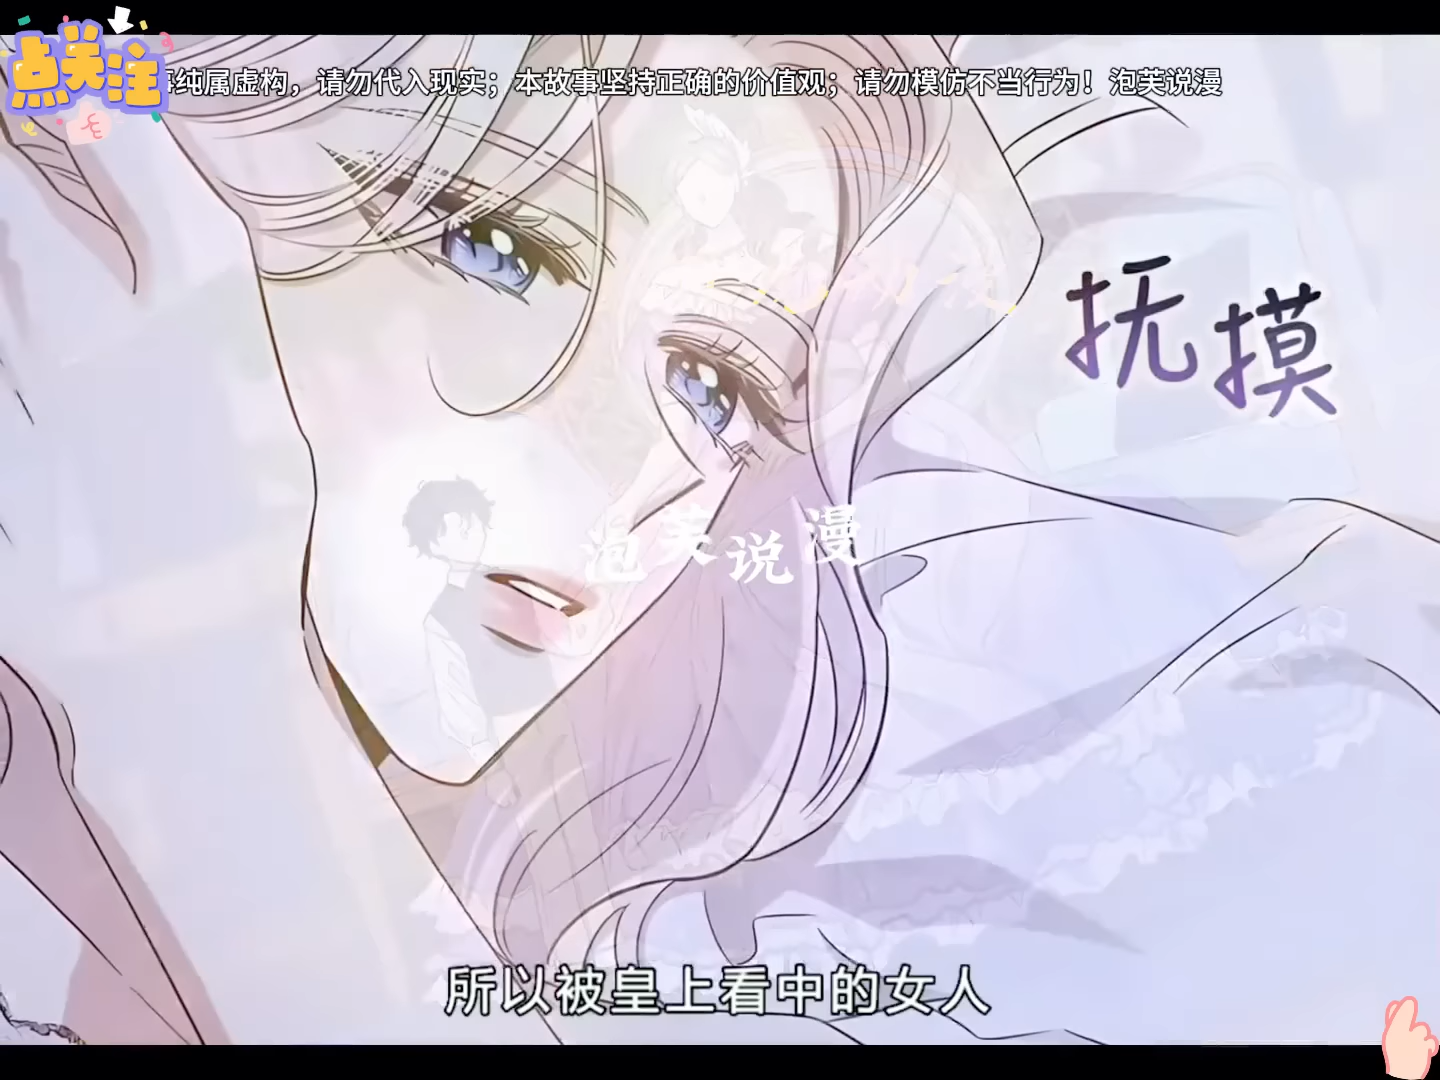 点关注
纯属虚构，请勿代入现实；本故事坚持正确的价值观；请勿模仿不当行为！泡芙说漫
抚摸
泡芙说漫
所以被皇上看中的女人